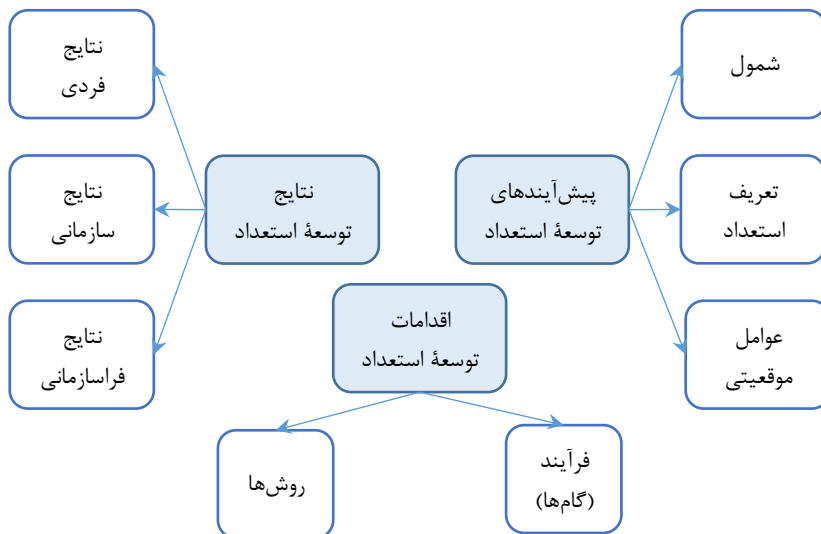 شمول
تعریف
استعداد
عوامل
موقعیتی
پیش‌آیندهای
توسعهٔ استعداد
نتایج
توسعهٔ استعداد
نتایج
فردی
نتایج
سازمانی
نتایج
فراسازمانی
اقدامات
توسعهٔ استعداد
فرآیند
(گام‌ها)
روش‌ها